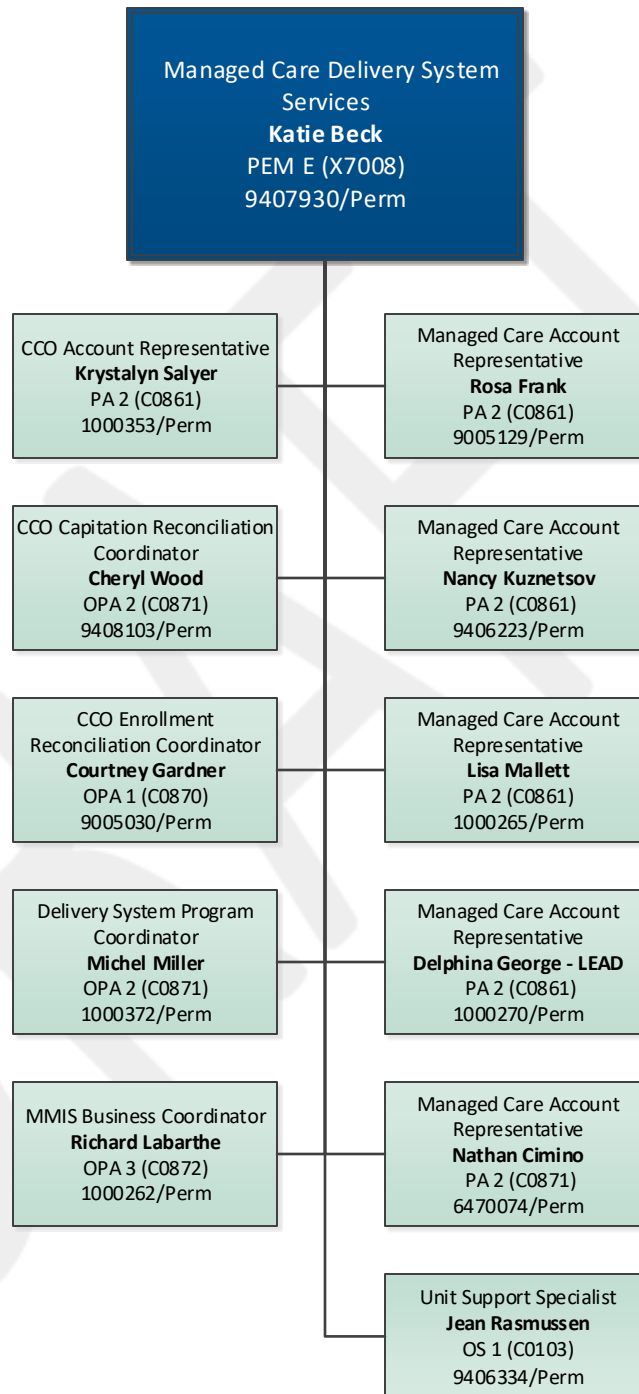 Managed Care Delivery System
Services
Katie Beck
PEM E (X7008)
9407930/Perm
CCO Account Representative
Krystalyn Salyer
PA 2 (C0861)
1000353/Perm
Managed Care Account
Representative
Rosa Frank
PA 2 (C0861)
9005129/Perm
CCO Capitation Reconciliation
Coordinator
Cheryl Wood
OPA 2 (C0871)
9408103/Perm
Managed Care Account
Representative
Nancy Kuznetsov
PA 2 (C0861)
9406223/Perm
CCO Enrollment
Reconciliation Coordinator
Courtney Gardner
OPA 1 (C0870)
9005030/Perm
Managed Care Account
Representative
Lisa Mallett
PA 2 (C0861)
1000265/Perm
Delivery System Program
Coordinator
Michel Miller
OPA 2 (C0871)
1000372/Perm
Managed Care Account
Representative
Delphina George - LEAD
PA 2 (C0861)
1000270/Perm
MMIS Business Coordinator
Richard Labarthe
OPA 3 (C0872)
1000262/Perm
Managed Care Account
Representative
Nathan Cimino
PA 2 (C0871)
6470074/Perm
Unit Support Specialist
Jean Rasmussen
OS 1 (C0103)
9406334/Perm